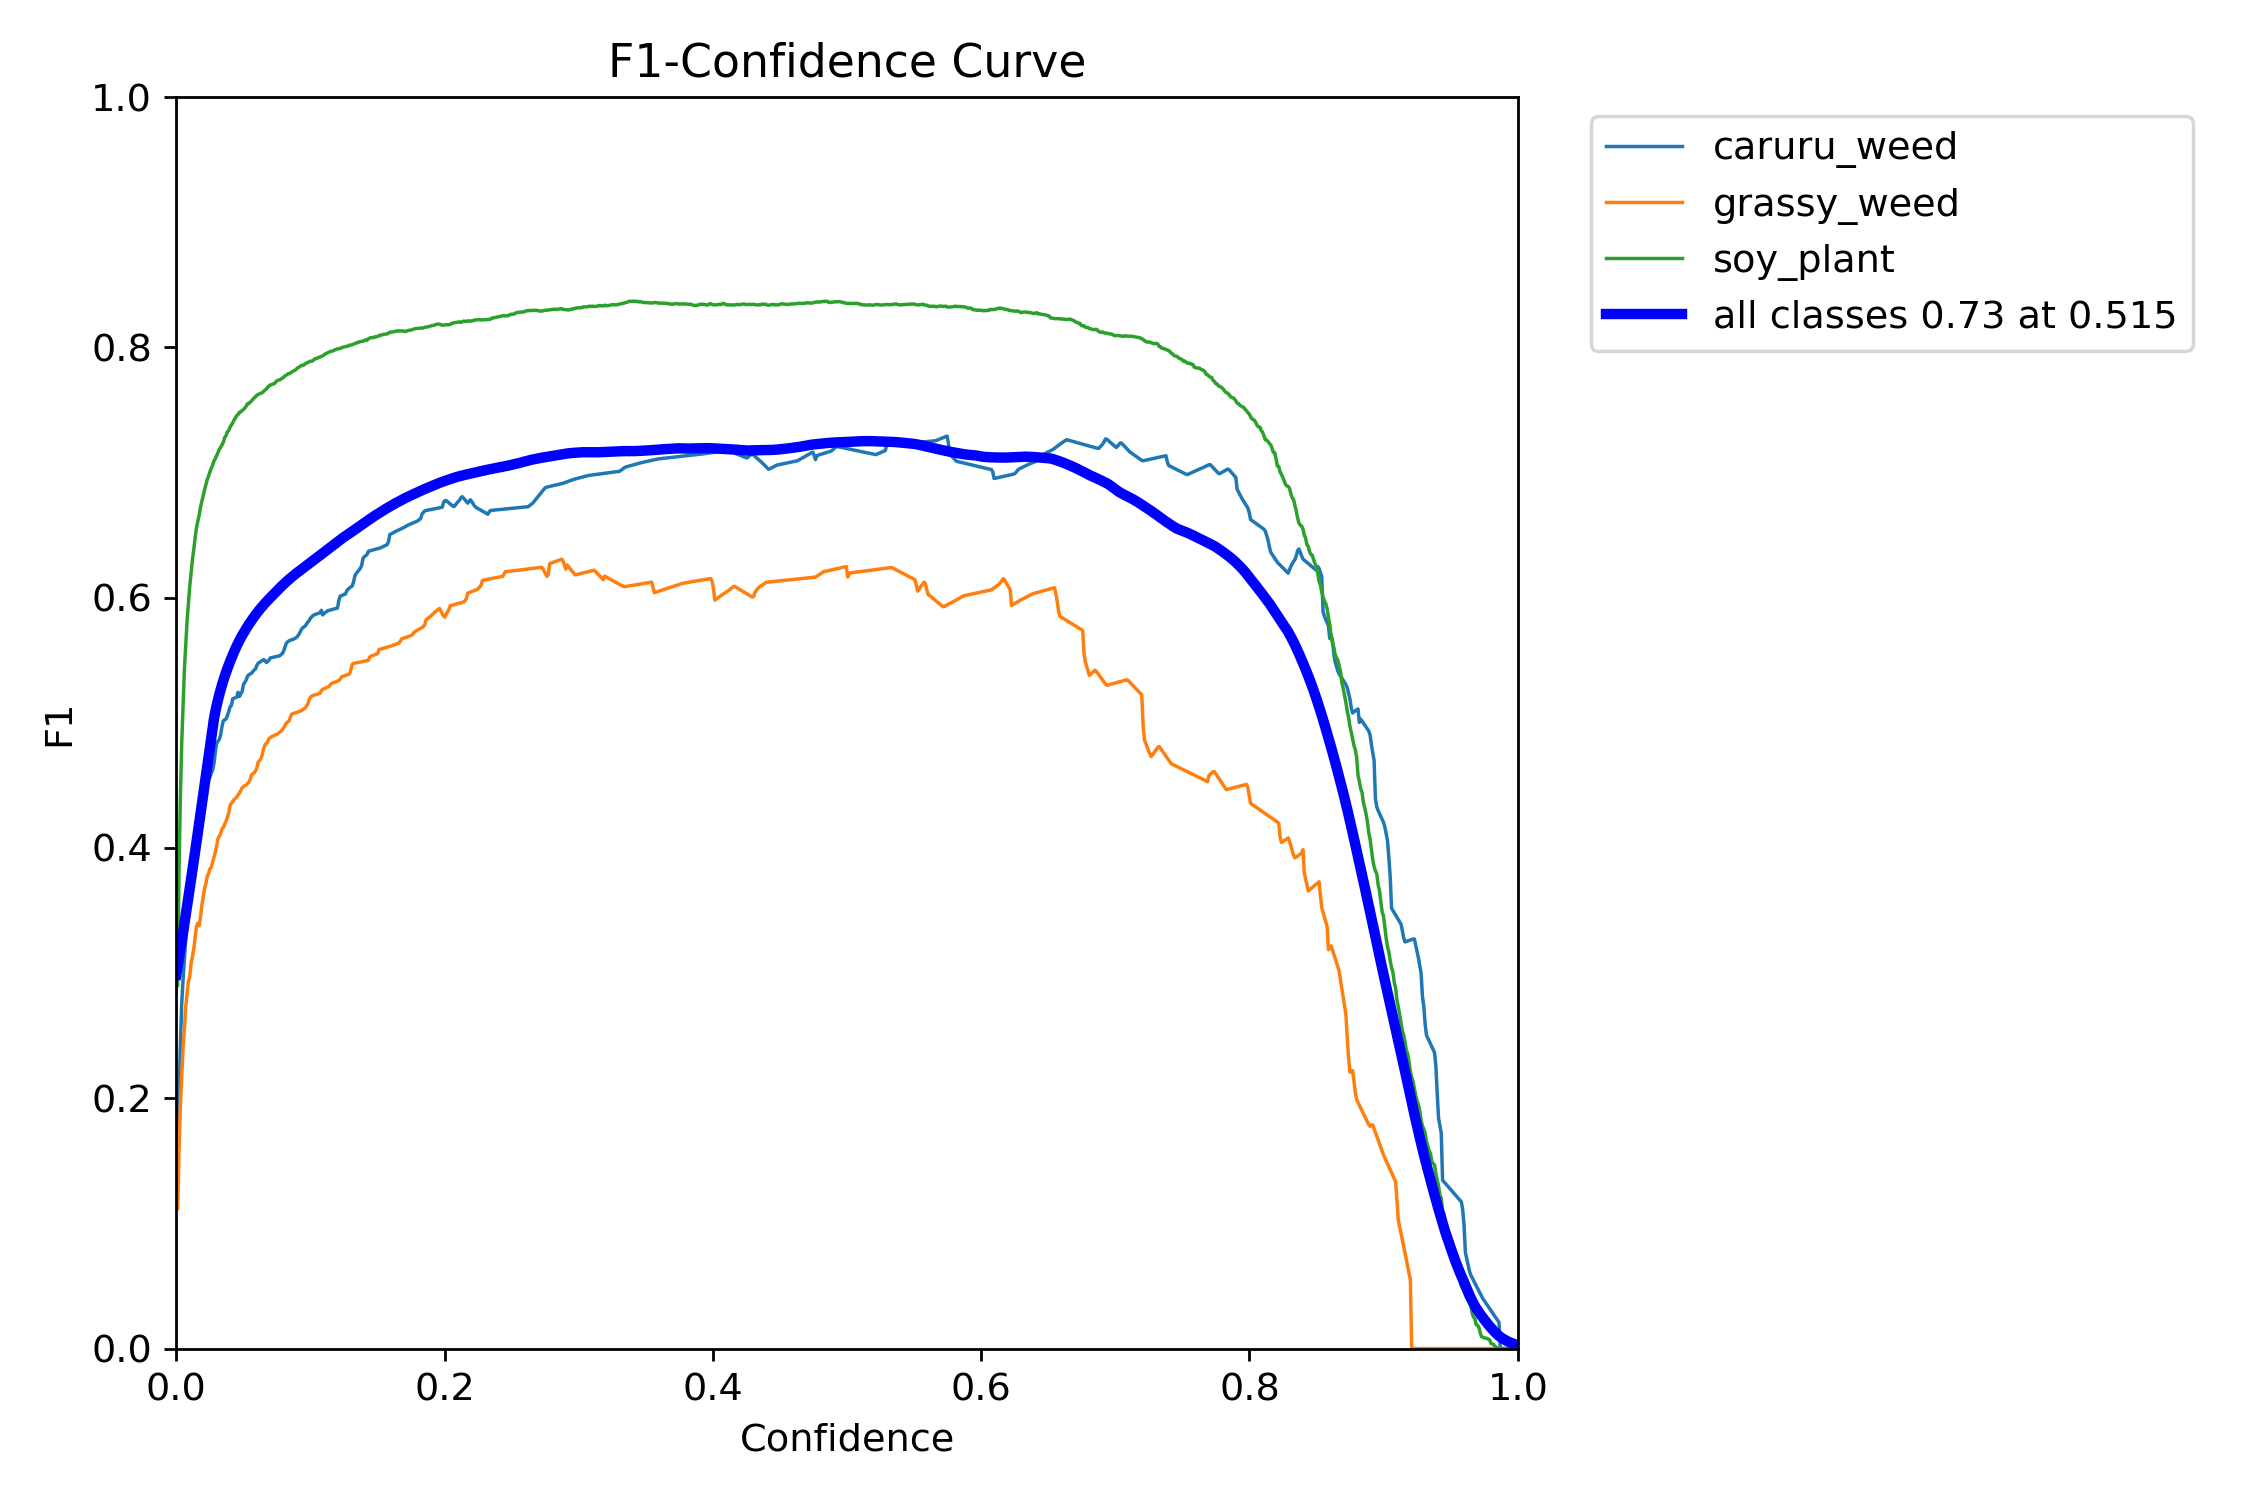 F1-Confidence Curve
1.0
0.8
0.6
0.4
0.2
0.0
F1
0.0 0.2 0.4 0.6 0.8 1.0
Confidence
caruru_weed
grassy_weed
soy_plant
all classes 0.73 at 0.515